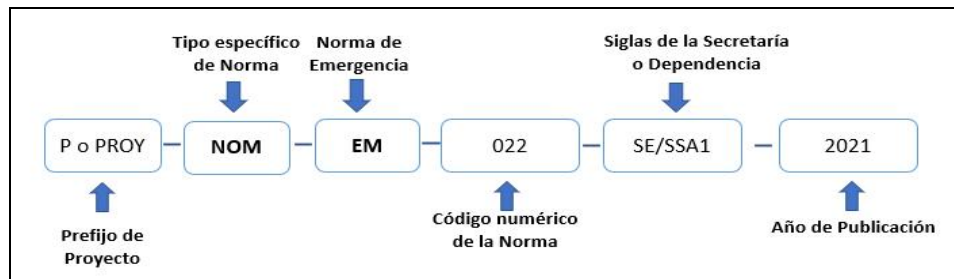 Tipo específico
de Norma
Norma de
Emergencia
Siglas de la Secretaría
o Dependencia
P o PROY
NOM
EM
022
SE/SSA1
2021
Prefijo de
Proyecto
Código numérico
de la Norma
Año de Publicación